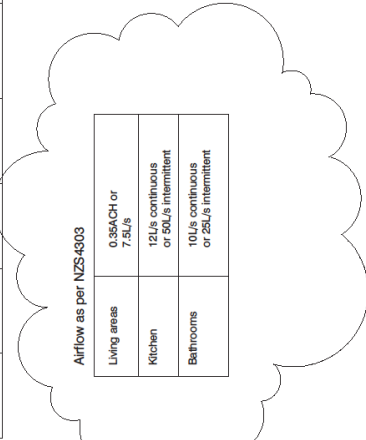 Airflow as per NZS4303
Living areas
0.35ACH or
7.5L/s
Kitchen
12L/s continuous
or 50L/s intermittent
Bathrooms
10L/s continuous
or 25L/s intermittent